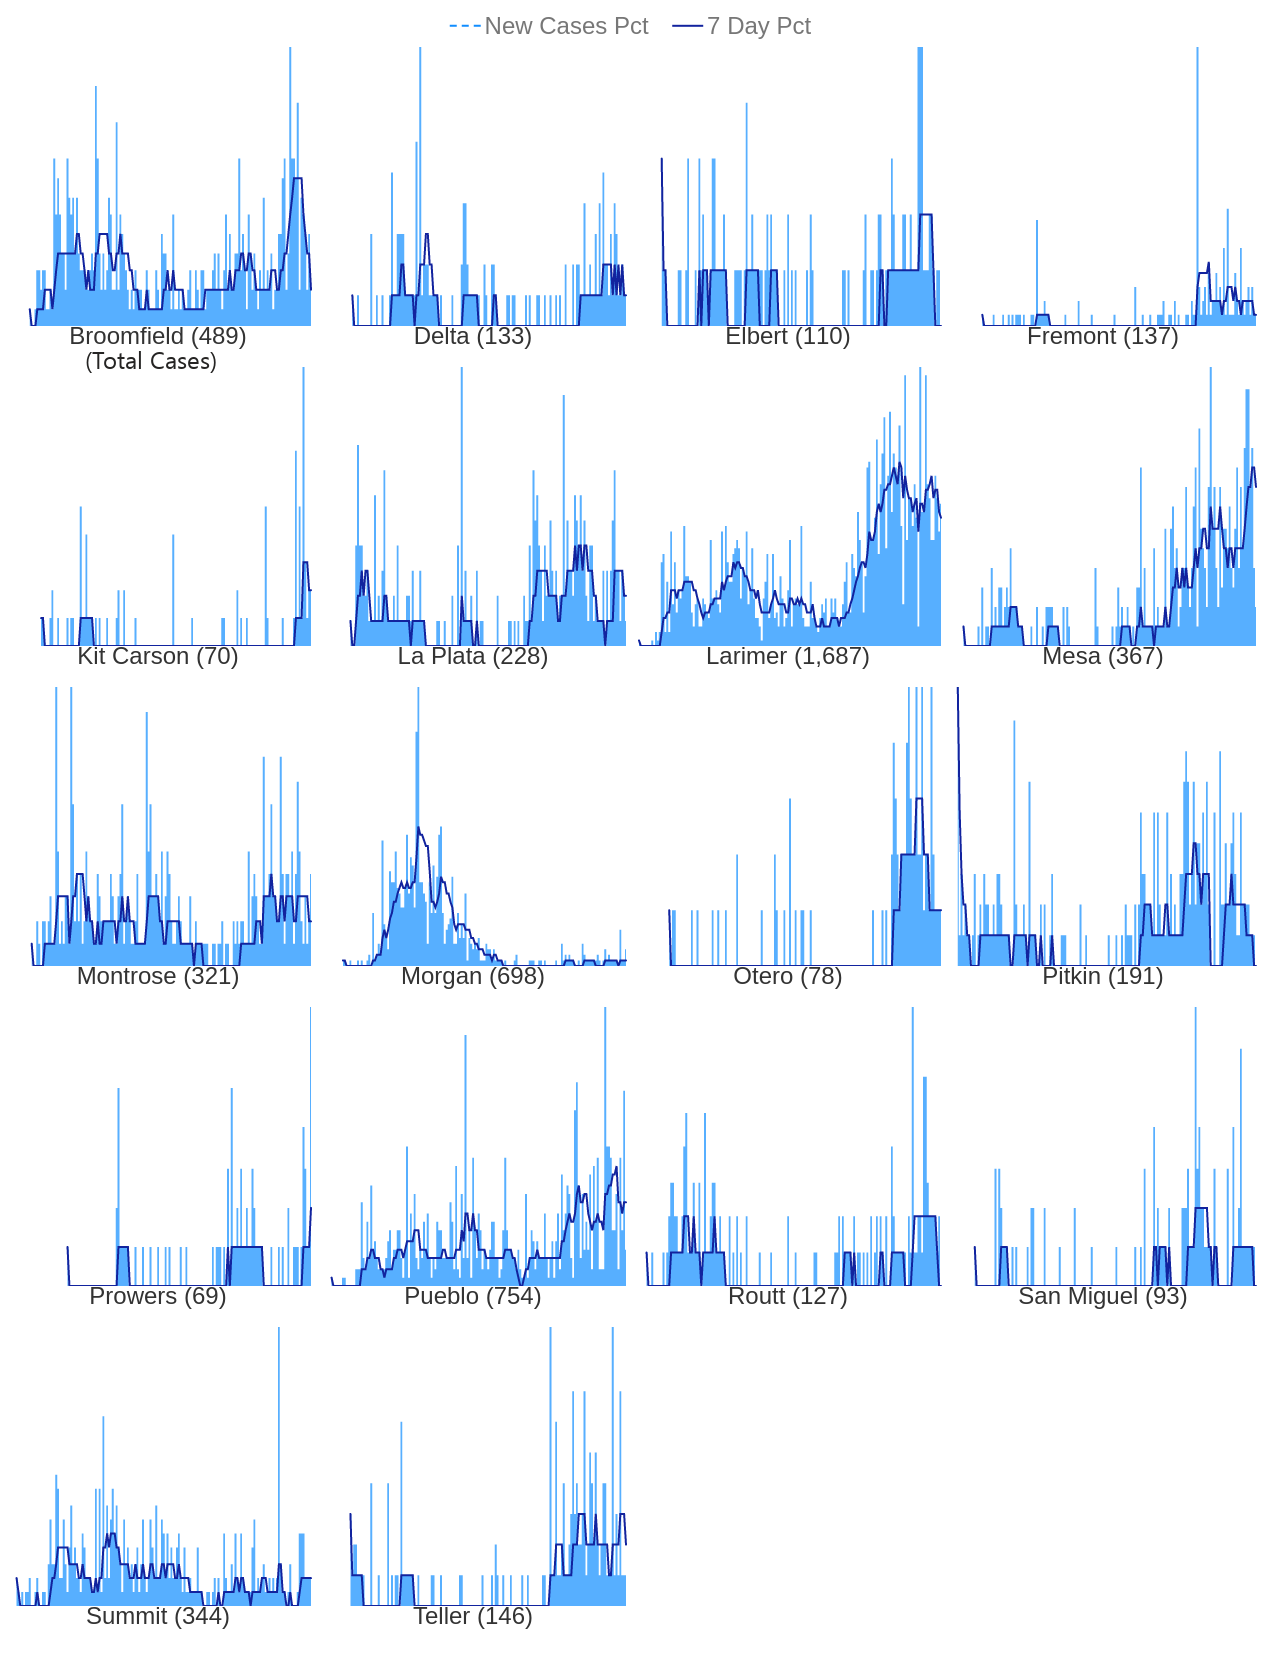 New Cases Pct 7 Day Pct
Broomfield (489) Delta (133) Elbert (110) Fremont (137)
(Total Cases)
Kit Carson (70) La Plata (228) Larimer (1,687) Mesa (367)
Montrose (321) Morgan (698) Otero (78) Pitkin (191)
Prowers (69) Pueblo (754) Routt (127) San Miguel (93)
Summit (344) Teller (146)